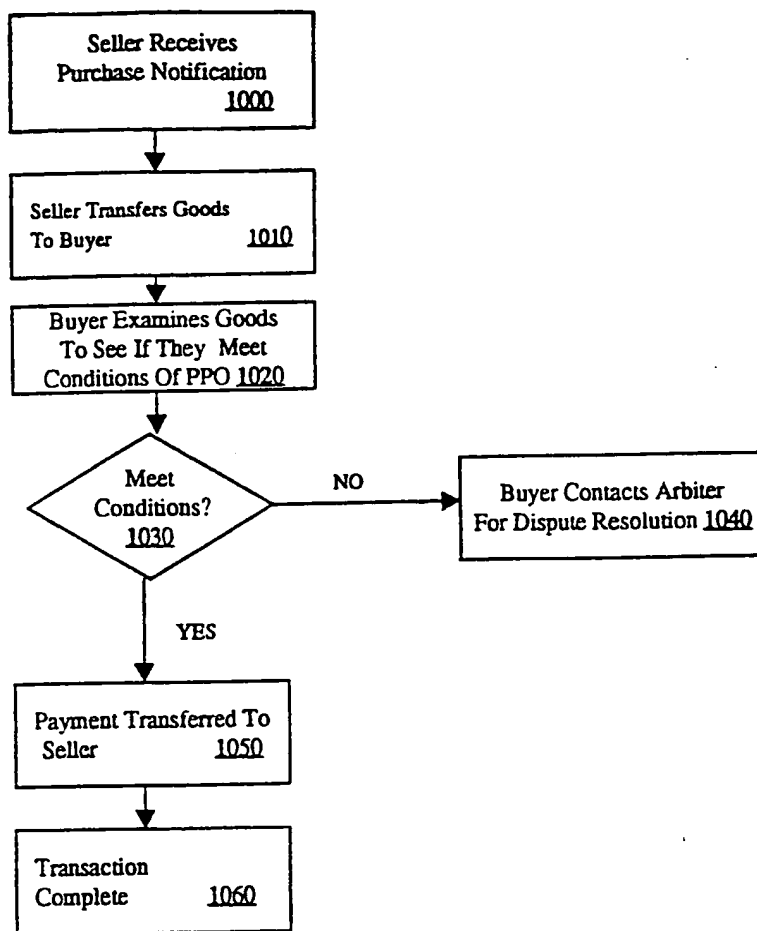 Seller Receives
Purchase Notification
1000
Seller Transfers Goods
To Buyer 1010
Buyer Examines Goods
To See If They Meet
Conditions Of PPO 1020
Meet
Conditions?
1030
NO
Buyer Contacts Arbiter
For Dispute Resolution 1040
YES
Payment Transferred To
Seller 1050
Transaction
Complete 1060